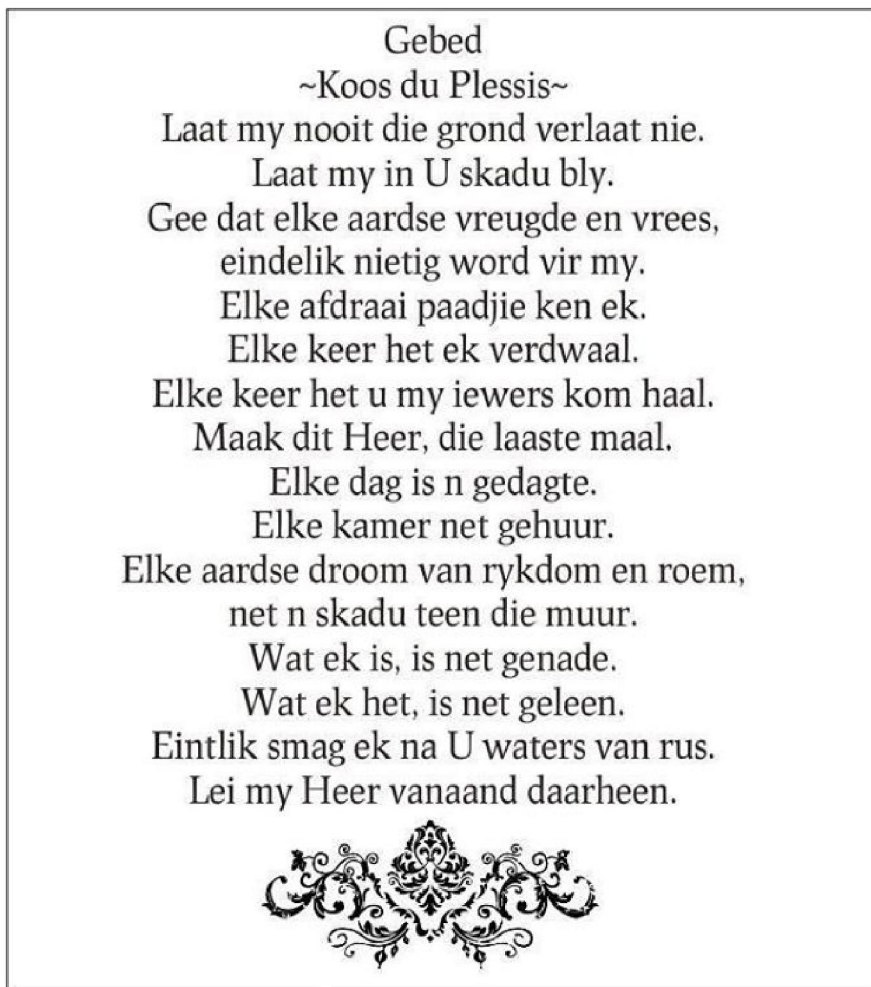 Gebed
~Koos du Plessis~
Laat my nooit die grond verlaat nie.
Laat my in U skadu bly.
Gee dat elke aardse vreugde en vrees,
eindelik nietig word vir my.
Elke afdraai paadjie ken ek.
Elke keer het ek verdwaal.
Elke keer het u my iewers kom haal.
Maak dit Heer, die laaste maal.
Elke dag is n gedagte.
Elke kamer net gehuur.
Elke aardse droom van rykdom en roem,
net n skadu teen die muur.
Wat ek is, is net genade.
Wat ek het, is net geleen.
Eintlik smag ek na U waters van rus.
Lei my Heer vanaand daarheen.